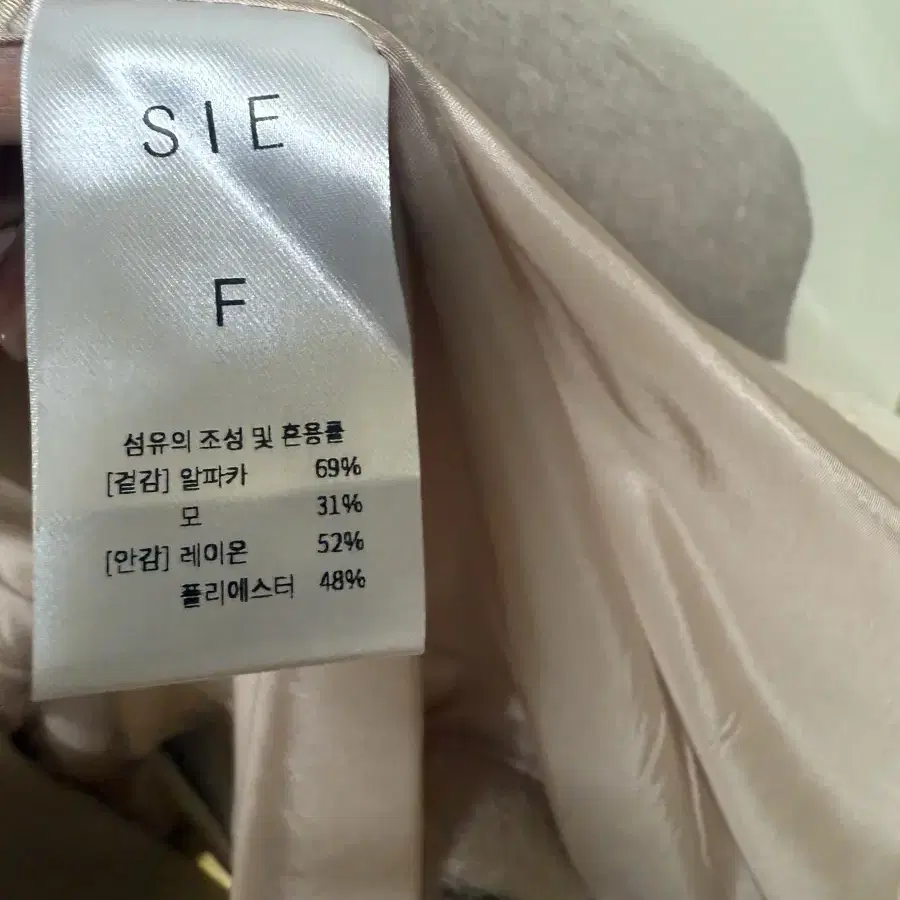 SIE
F
섬유의 조성 및 혼용률
[겉감] 알파카 69%
모 31%
[안감] 레이온 52%
폴리에스터 48%